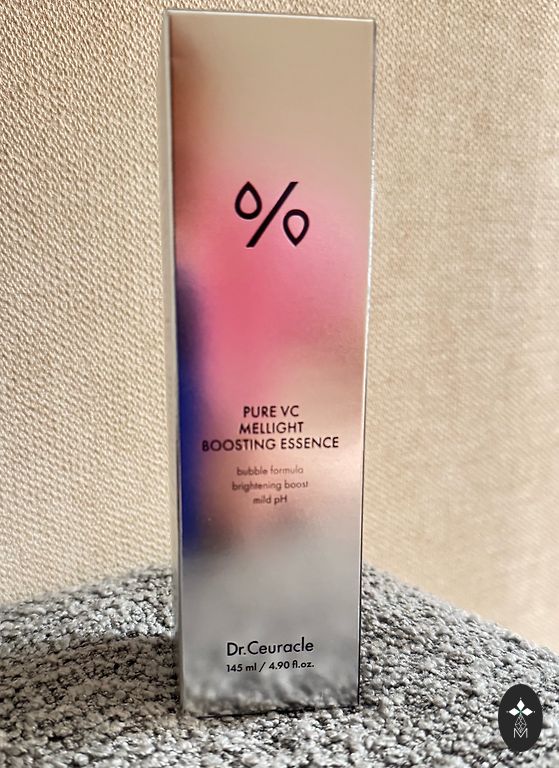 %
PURE VC
MELLIGHT
BOOSTING ESSENCE
bubble formula
brightening boost
mild pH
Dr.Ceuracle
145 ml / 4.90 fl.oz.
M